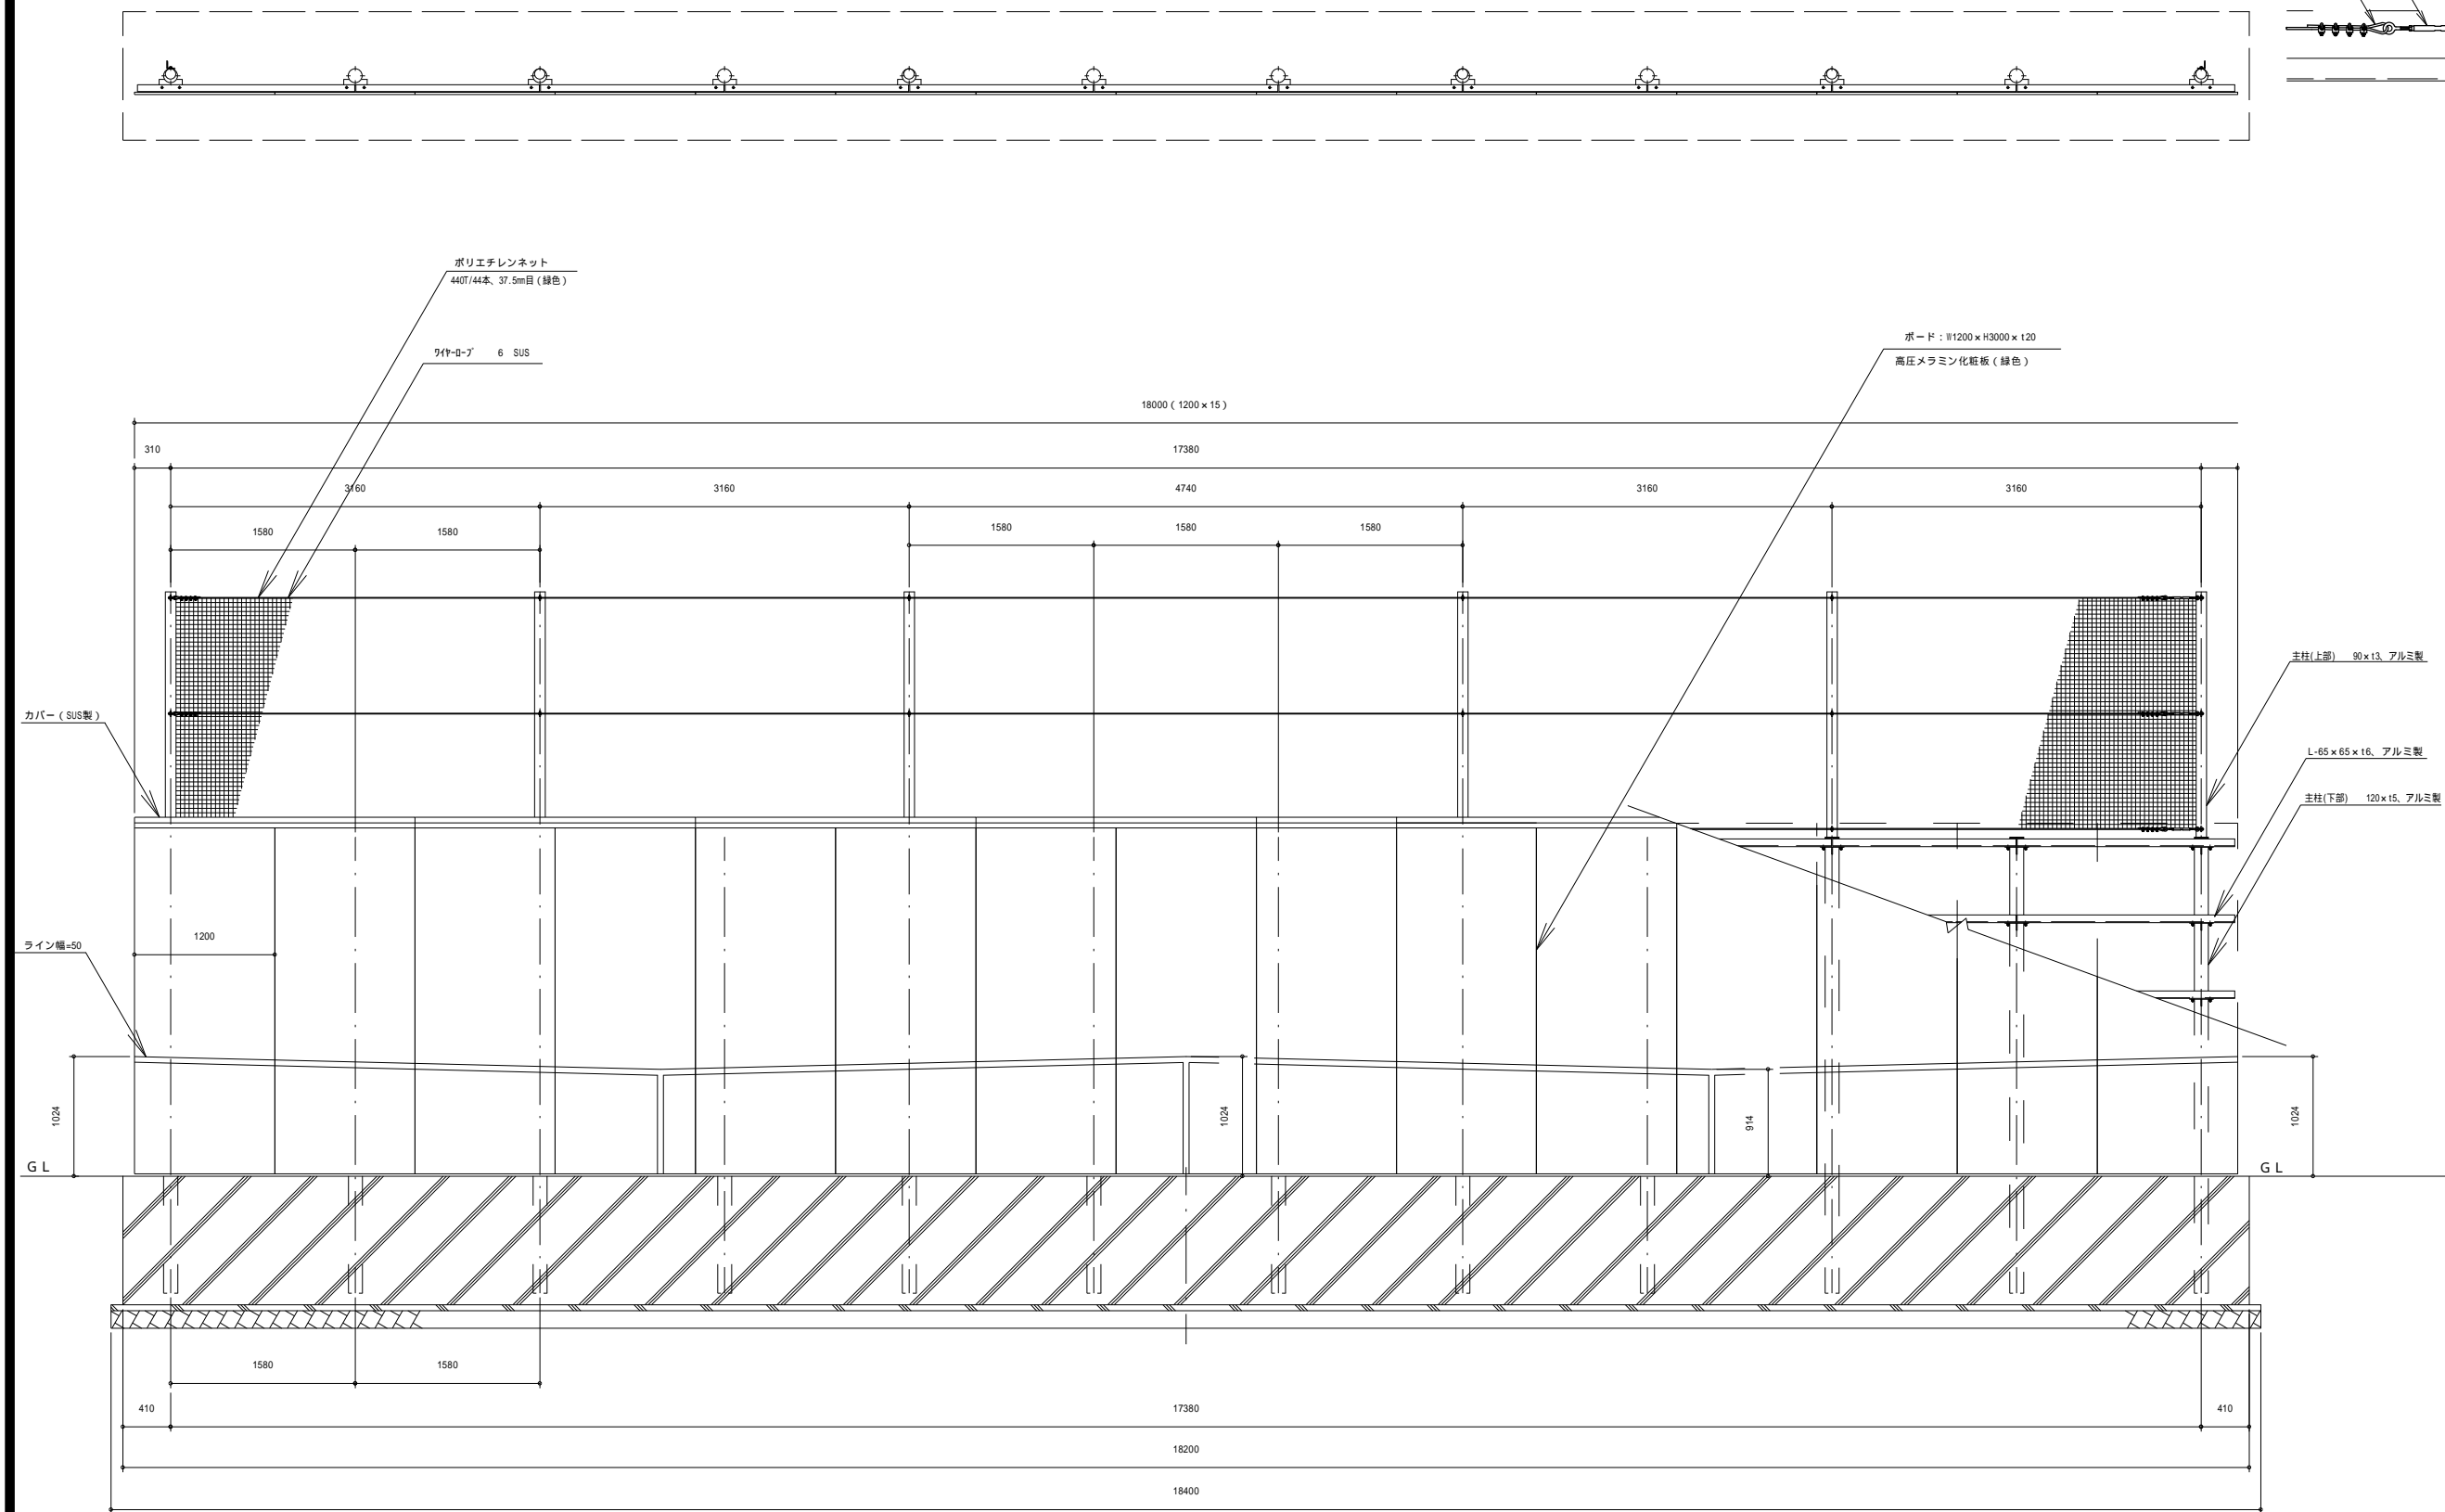 ポリエチレンネット
440T/44本、37.5mm目（緑色）
ﾜｲﾔｰﾛｰﾌﾟ 6 SUS
ボード：W1200×H3000×t20
高圧メラミン化粧板（緑色）
18000（1200×15）
310
17380
3160
3160
4740
3160
3160
1580
1580
1580
1580
1580
主柱(上部) 90×t3、アルミ製
カバー（SUS製）
L-65×65×t6、アルミ製
主柱(下部) 120×t5、アルミ製
1200
ライン幅=50
1024
1024
914
1024
GL
GL
1580
1580
410
17380
410
18200
18400